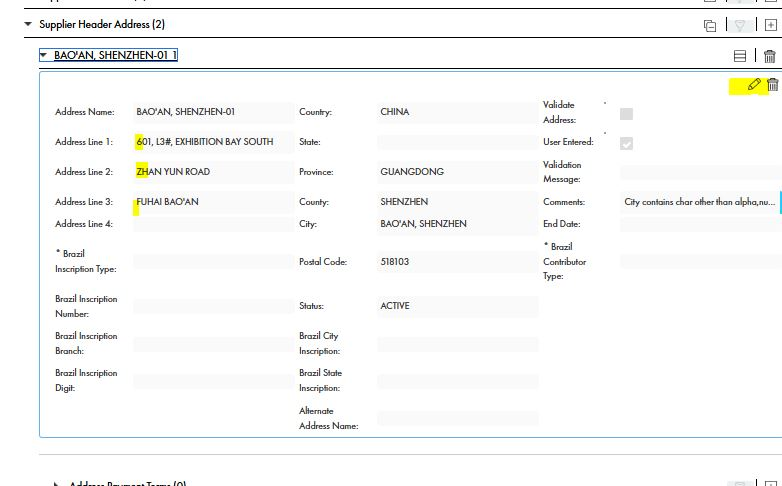 Supplier Header Address (2)
BAO'AN, SHENZHEN-01 1
Address Name: BAO'AN, SHENZHEN-01 Country: CHINA Validate Address:
Address Line 1: 601, L3#, EXHIBITION BAY SOUTH State: User Entered:
Address Line 2: ZHAN YUN ROAD Province: GUANGDONG Validation Message:
Address Line 3: FUHAI BAO'AN County: SHENZHEN Comments: City contains char other than alpha,nu...
Address Line 4: City: BAO'AN, SHENZHEN End Date:
* Brazil Inscription Type: Postal Code: 518103 * Brazil Contributor Type:
Brazil Inscription Number: Status: ACTIVE
Brazil Inscription Branch: Brazil City Inscription:
Brazil Inscription Digit: Brazil State Inscription:
Alternate Address Name:
Address Payment Terms (0)